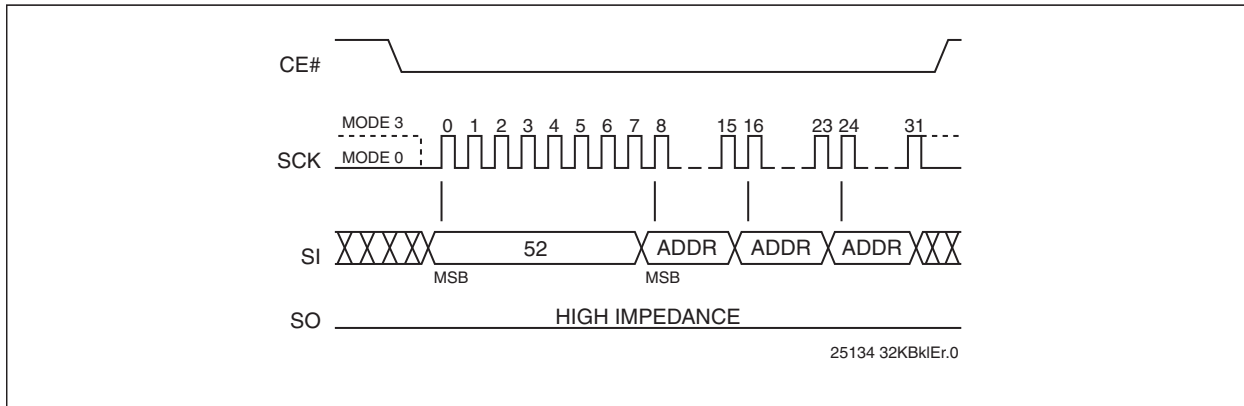 CE#
MODE 3
0 1 2 3 4 5 6 7 8 15 16 23 24 31
SCK MODE 0
SI 52 ADDR ADDR ADDR
MSB MSB
SO HIGH IMPEDANCE
25134 32KBklEr.0